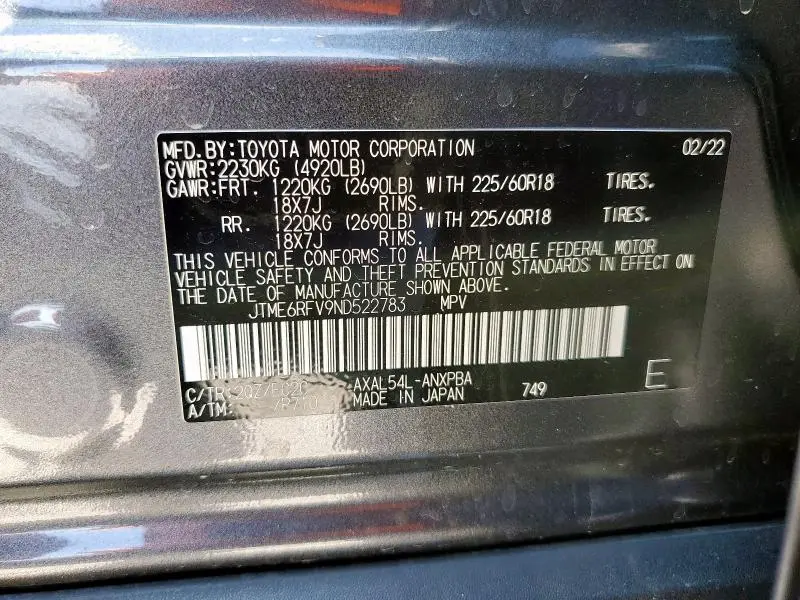 MFD.BY:TOYOTA MOTOR CORPORATION 02/22
GVWR:2230KG (4920LB)
GAWR:FRT. 1220KG (2690LB) WITH 225/60R18 TIRES.
18X7J RIMS.
RR. 1220KG (2690LB) WITH 225/60R18 TIRES.
18X7J RIMS.
THIS VEHICLE CONFORMS TO ALL APPLICABLE FEDERAL MOTOR
VEHICLE SAFETY AND THEFT PREVENTION STANDARDS IN EFFECT ON
THE DATE OF MANUFACTURE SHOWN ABOVE.
JTME6RFV9ND522783 MPV
C/TR: AXAL54L-ANXPBA E
A/TM: MADE IN JAPAN 749